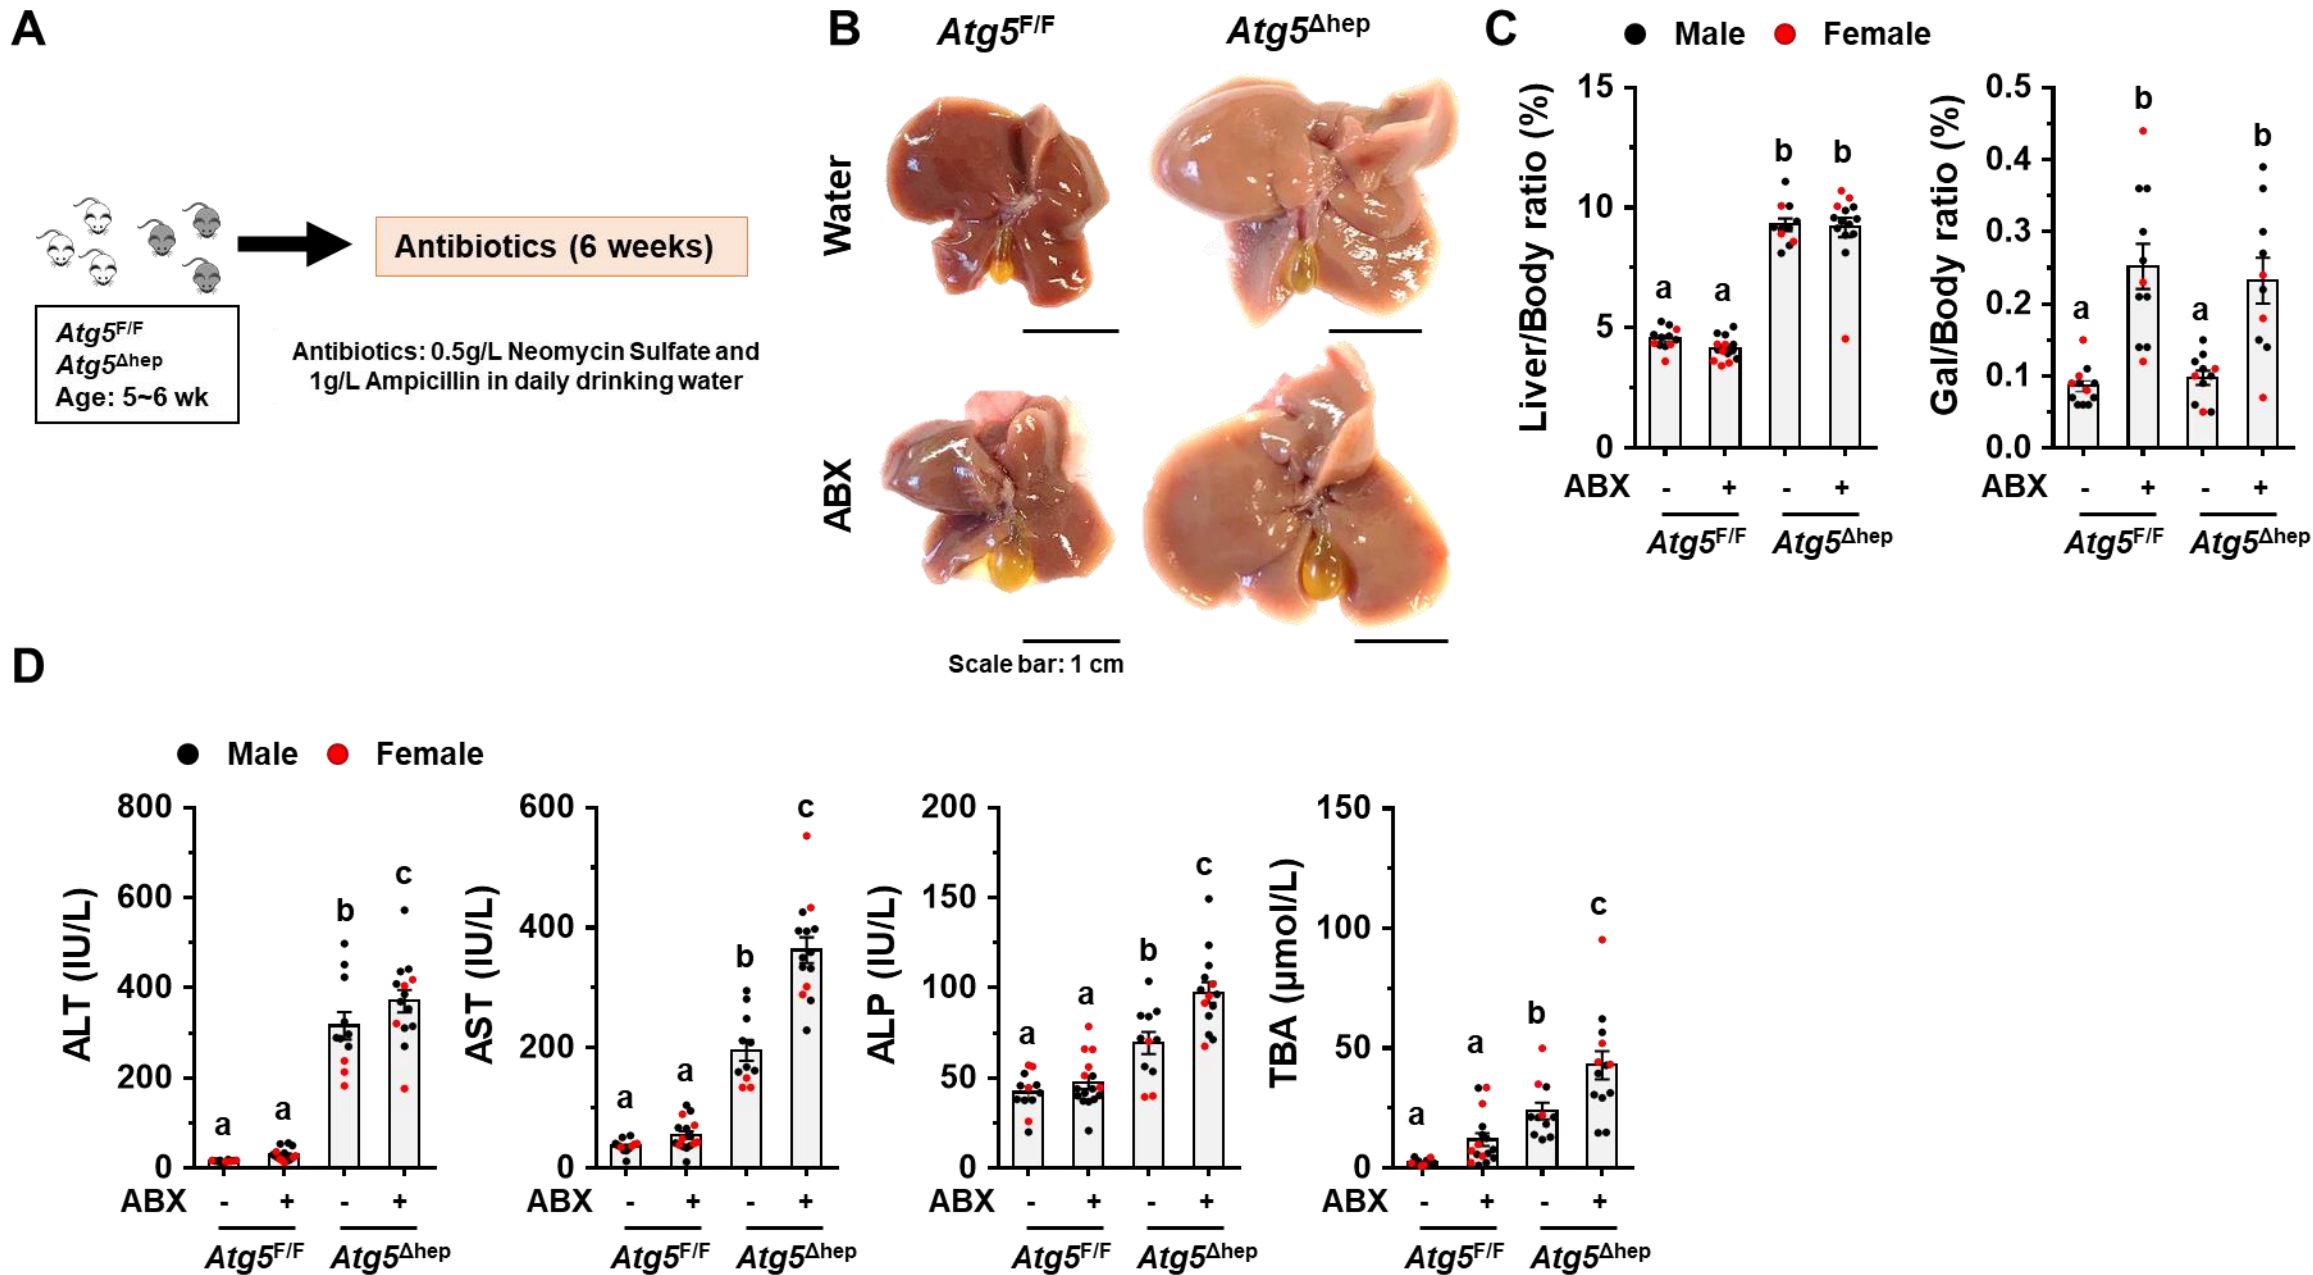 A
Atg5F/F
Atg5Δhep
Age: 5~6 wk
Antibiotics (6 weeks)
Antibiotics: 0.5g/L Neomycin Sulfate and
1g/L Ampicillin in daily drinking water
B
Atg5F/F
Atg5Δhep
Water
ABX
Scale bar: 1 cm
C
Male
Female
Liver/Body ratio (%)
15
10
5
0
a
a
b
b
ABX
-
+
-
+
Atg5F/F
Atg5Δhep
Gal/Body ratio (%)
0.5
0.4
0.3
0.2
0.1
0.0
a
b
a
b
ABX
-
+
-
+
Atg5F/F
Atg5Δhep
D
Male
Female
ALT (IU/L)
800
600
400
200
0
a
a
b
c
ABX
-
+
-
+
Atg5F/F
Atg5Δhep
AST (IU/L)
600
400
200
0
a
a
b
c
-
+
-
+
Atg5F/F
Atg5Δhep
ABX
ALP (IU/L)
200
150
100
50
0
a
a
b
c
ABX
-
+
-
+
Atg5F/F
Atg5Δhep
TBA (µmol/L)
150
100
50
0
a
a
b
c
ABX
-
+
-
+
Atg5F/F
Atg5Δhep